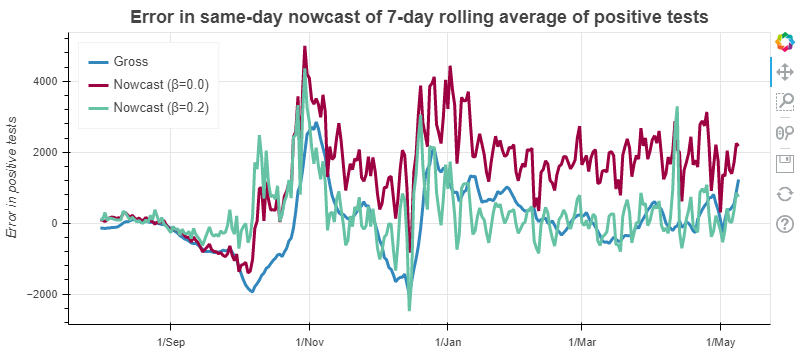 Error in same-day nowcast of 7-day rolling average of positive tests
Gross
Nowcast (β=0.0)
Nowcast (β=0.2)
Error in positive tests
4000
2000
0
−2000
1/Sep
1/Nov
1/Jan
1/Mar
1/May